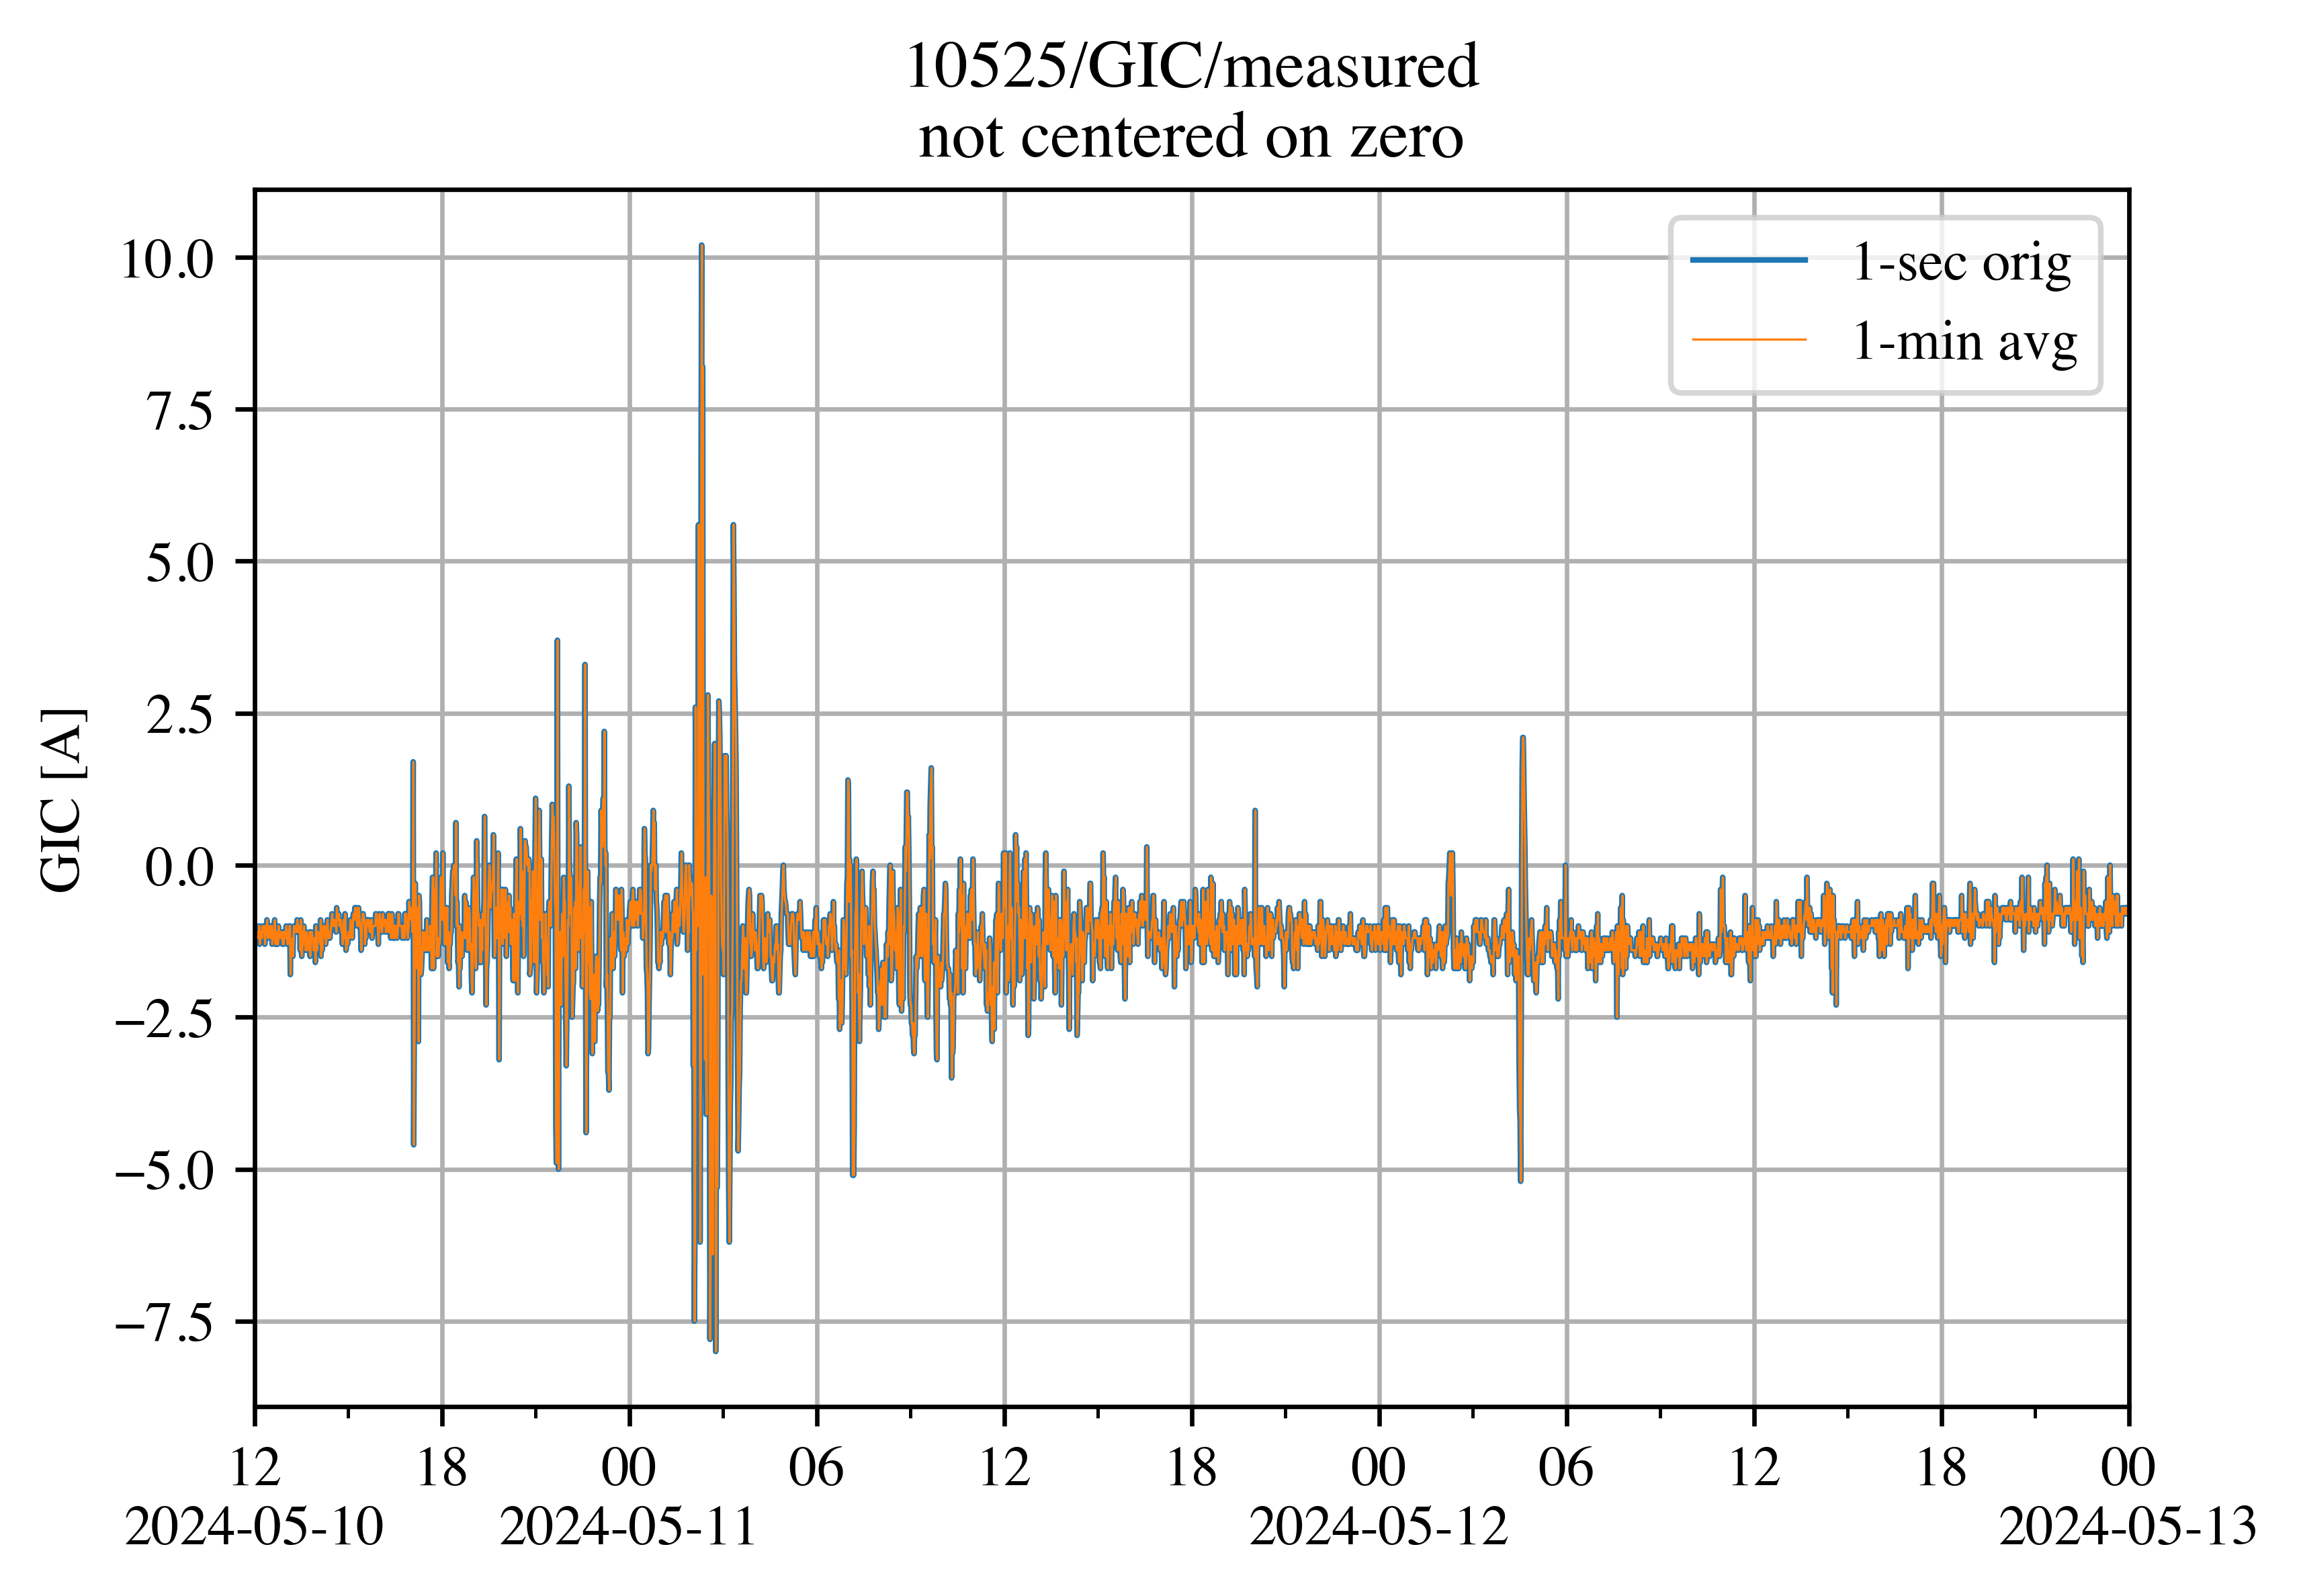 10525/GIC/measured
not centered on zero
1-sec orig
1-min avg
GIC [A]
10.0
7.5
5.0
2.5
0.0
−2.5
−5.0
−7.5
12 18 00 06 12 18 00 06 12 18 00
2024-05-10 2024-05-11 2024-05-12 2024-05-13